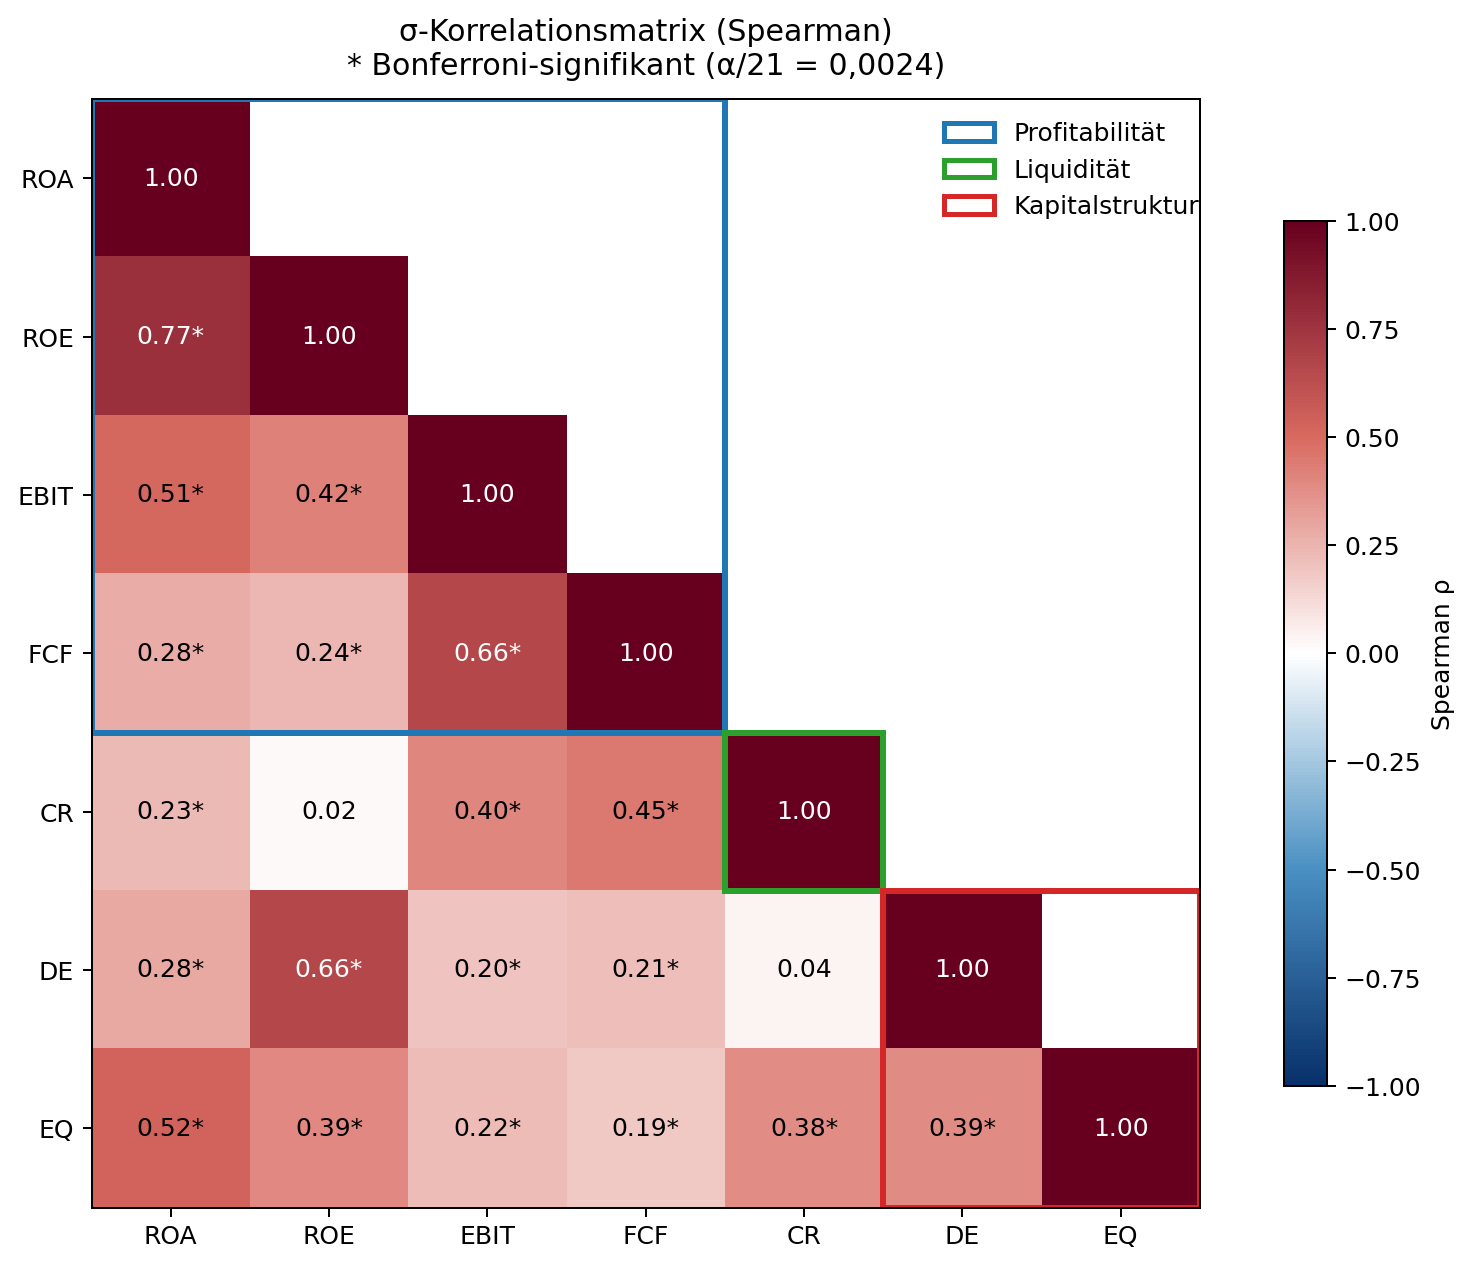 σ-Korrelationsmatrix (Spearman)
* Bonferroni-signifikant (α/21 = 0,0024)
Profitabilität
Liquidität
Kapitalstruktur
ROA 1.00
ROE 0.77* 1.00
EBIT 0.51* 0.42* 1.00
FCF 0.28* 0.24* 0.66* 1.00
CR 0.23* 0.02 0.40* 0.45* 1.00
DE 0.28* 0.66* 0.20* 0.21* 0.04 1.00
EQ 0.52* 0.39* 0.22* 0.19* 0.38* 0.39* 1.00
ROA ROE EBIT FCF CR DE EQ
1.00
0.75
0.50
0.25
0.00
−0.25
−0.50
−0.75
−1.00
Spearman ρ